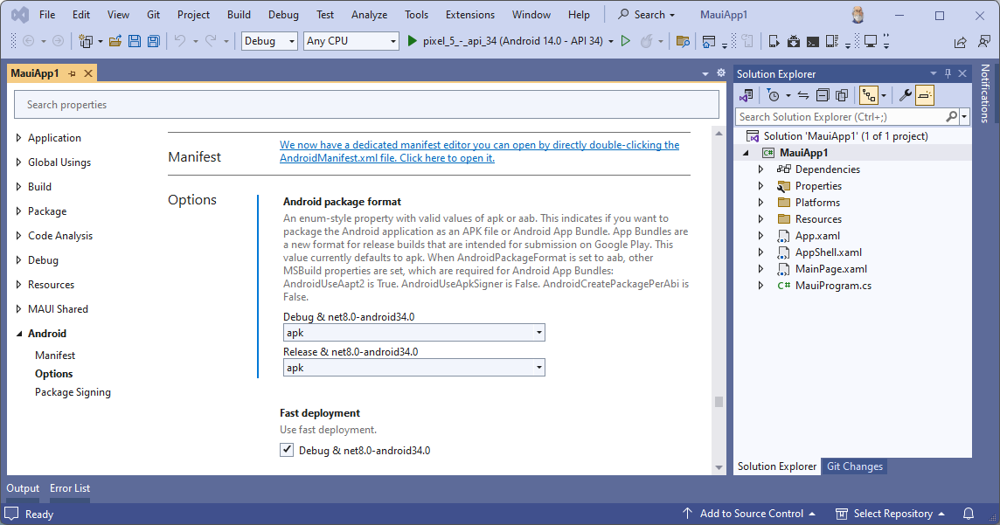 File Edit View Git Project Build Debug Test Analyze Tools Extensions Window Help Search MauiApp1
Debug Any CPU pixel_5_-_api_34 (Android 14.0 - API 34)
MauiApp1
Search properties
Application
Global Usings
Build
Package
Code Analysis
Debug
Resources
MAUI Shared
Android
Manifest
Options
Package Signing
Manifest
We now have a dedicated manifest editor you can open by directly double-clicking the
AndroidManifest.xml file. Click here to open it.
Options
Android package format
An enum-style property with valid values of apk or aab. This indicates if you want to
package the Android application as an APK file or Android App Bundle. App Bundles are
a new format for release builds that are intended for submission on Google Play. This
value currently defaults to apk. When AndroidPackageFormat is set to aab, other
MSBuild properties are set, which are required for Android App Bundles:
AndroidUseAapt2 is True. AndroidUseApkSigner is False. AndroidCreatePackagePerAbi is
False.
Debug & net8.0-android34.0
apk
Release & net8.0-android34.0
apk
Fast deployment
Use fast deployment.
Debug & net8.0-android34.0
Solution Explorer
Search Solution Explorer (Ctrl+;)
Solution 'MauiApp1' (1 of 1 project)
C# MauiApp1
Dependencies
Properties
Platforms
Resources
App.xaml
AppShell.xaml
MainPage.xaml
C# MauiProgram.cs
Solution Explorer Git Changes
Notifications
Output Error List
Ready Add to Source Control Select Repository